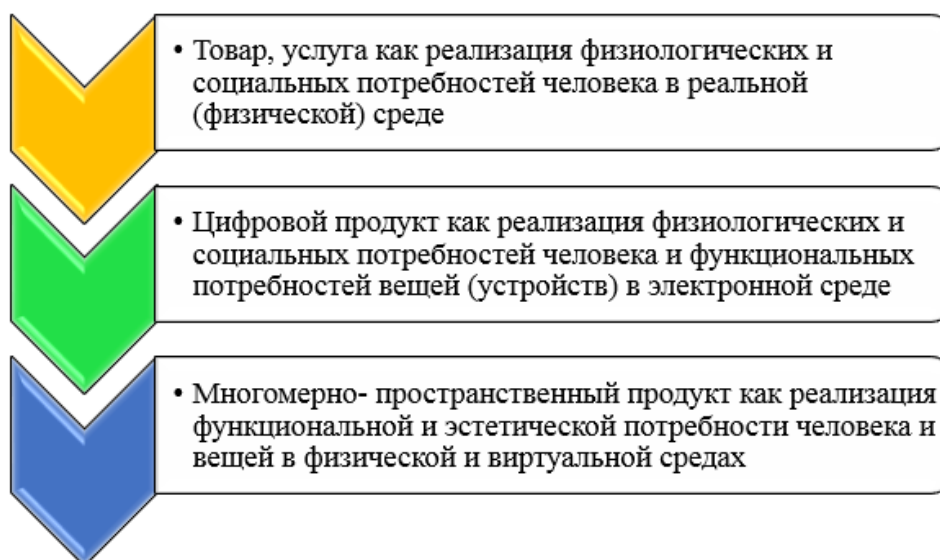 • Товар, услуга как реализация физиологических и
социальных потребностей человека в реальной
(физической) среде
• Цифровой продукт как реализация физиологических и
социальных потребностей человека и функциональных
потребностей вещей (устройств) в электронной среде
• Многомерно- пространственный продукт как реализация
функциональной и эстетической потребности человека и
вещей в физической и виртуальной средах